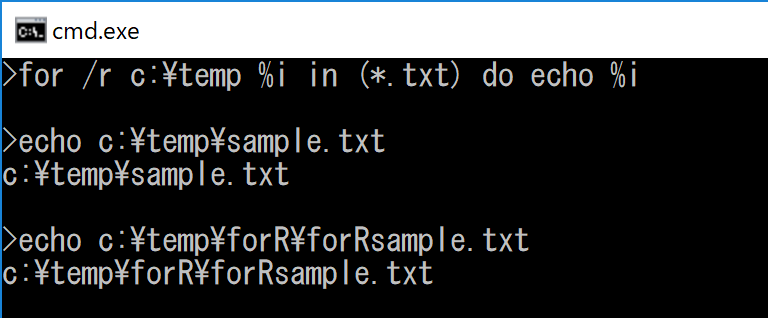 cmd.exe
>for /r c:¥temp %i in (*.txt) do echo %i
>echo c:¥temp¥sample.txt
c:¥temp¥sample.txt
>echo c:¥temp¥forR¥forRsample.txt
c:¥temp¥forR¥forRsample.txt